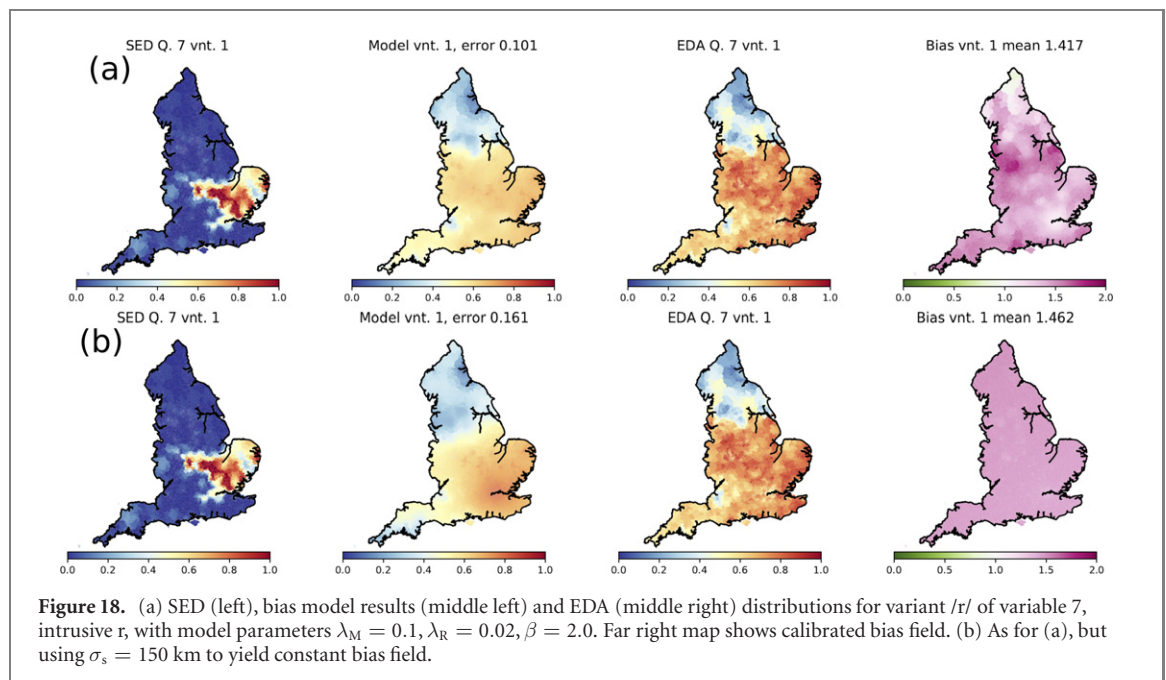 SED Q. 7 vnt. 1 Model vnt. 1, error 0.101 EDA Q. 7 vnt. 1 Bias vnt. 1 mean 1.417
(a)
0.0 0.2 0.4 0.6 0.8 1.0 0.0 0.2 0.4 0.6 0.8 1.0 0.0 0.2 0.4 0.6 0.8 1.0 0.0 0.5 1.0 1.5 2.0
SED Q. 7 vnt. 1 Model vnt. 1, error 0.161 EDA Q. 7 vnt. 1 Bias vnt. 1 mean 1.462
(b)
0.0 0.2 0.4 0.6 0.8 1.0 0.0 0.2 0.4 0.6 0.8 1.0 0.0 0.2 0.4 0.6 0.8 1.0 0.0 0.5 1.0 1.5 2.0
Figure 18. (a) SED (left), bias model results (middle left) and EDA (middle right) distributions for variant /r/ of variable 7,
intrusive r, with model parameters λM = 0.1, λR = 0.02, β = 2.0. Far right map shows calibrated bias field. (b) As for (a), but
using σs = 150 km to yield constant bias field.